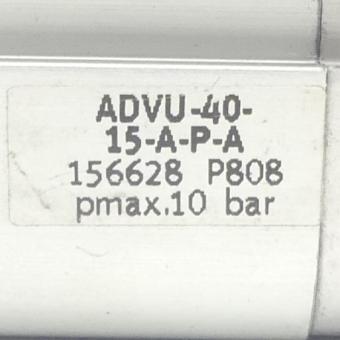 ADVU-40-
15-A-P-A
156628 P808
pmax.10 bar